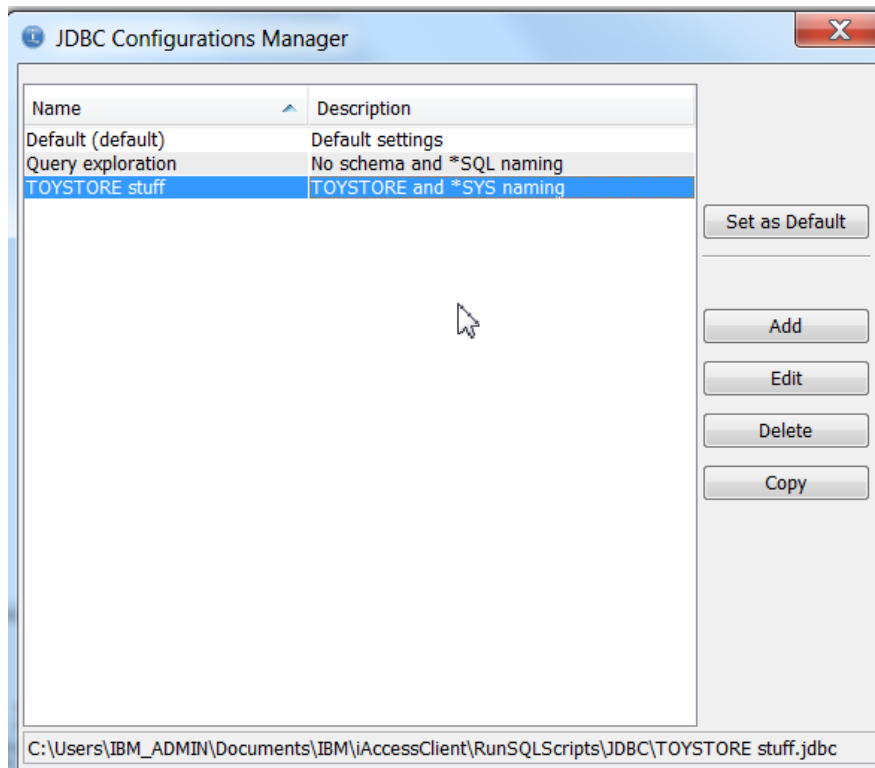 JDBC Configurations Manager
Name Description
Default (default) Default settings
Query exploration No schema and *SQL naming
TOYSTORE stuff TOYSTORE and *SYS naming
Set as Default
Add
Edit
Delete
Copy
C:\Users\IBM_ADMIN\Documents\IBM\iAccessClient\RunSQLScripts\JDBC\TOYSTORE stuff.jdbc